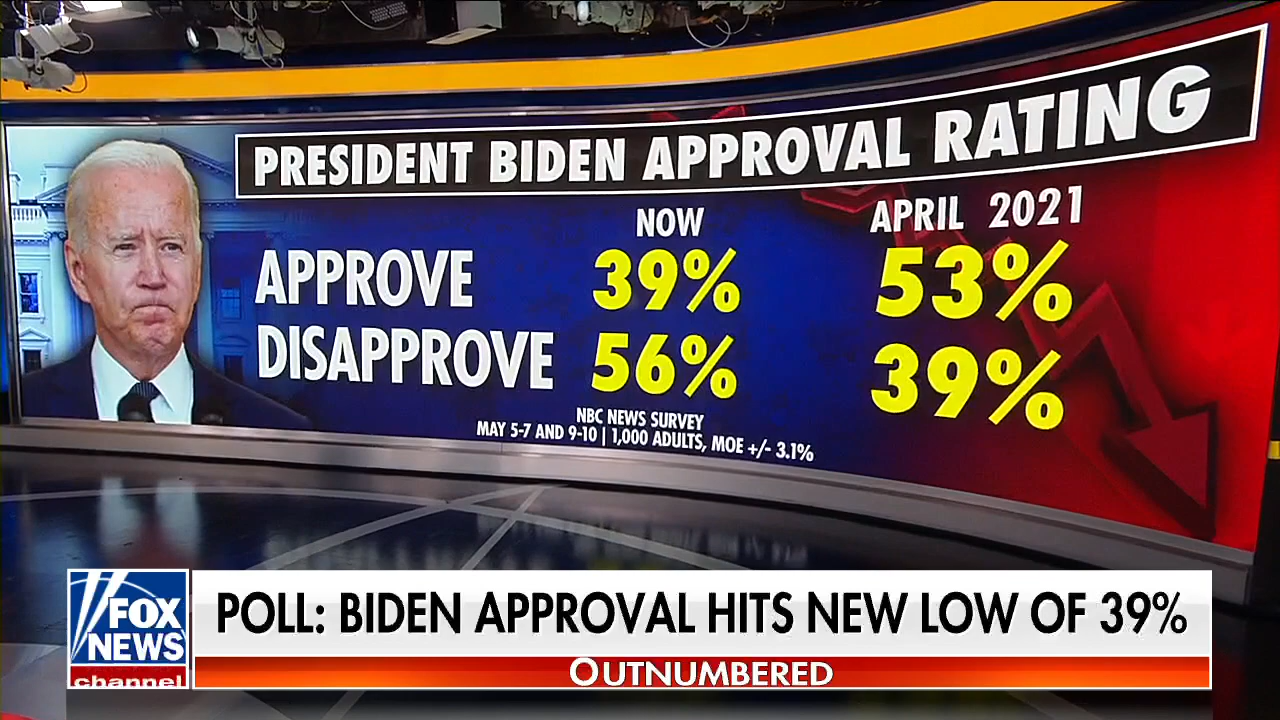 PRESIDENT BIDEN APPROVAL RATING
NOW APRIL 2021
APPROVE 39% 53%
DISAPPROVE 56% 39%
NBC NEWS SURVEY
MAY 5-7 AND 9-10 | 1,000 ADULTS, MOE +/- 3.1%
FOX
NEWS
channel
POLL: BIDEN APPROVAL HITS NEW LOW OF 39%
OUTNUMBERED